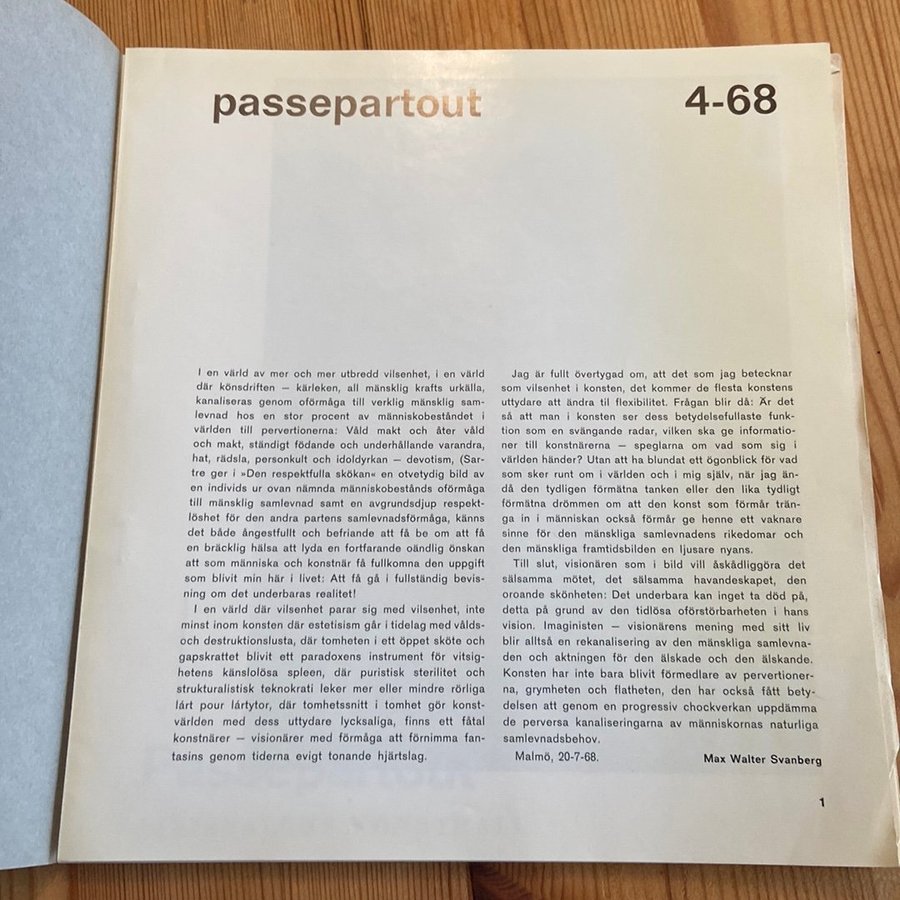 passepartout
4-68
I en värld av mer och mer utbredd vilsenhet, i en värld
där könsdriften — kärleken, all mänsklig krafts urkälla,
kanaliseras genom oförmåga till verklig mänsklig sam-
levnad hos en stor procent av människobeståndet i
världen till pervertionerna: Våld makt och åter våld
och makt, ständigt födande och underhållande varandra,
hat, rädsla, personkult och idoldyrkan — devotism, (Sar-
tre ger i »Den respektfulla skökan« en otvetydig bild av
en individs ur ovan nämnda människobestånds oförmåga
till mänsklig samlevnad samt en avgrundsdjup respekt-
löshet för den andra partens samlevnadsförmåga, känns
det både ångestfullt och befriande att få be om att få
en bräcklig hälsa att lyda en fortfarande oändlig önskan
att som människa och konstnär få fullkomna den uppgift
som blivit min här i livet: Att få gå i fullständig bevis-
ning om det underbaras realitet!
I en värld där vilsenhet parar sig med vilsenhet, inte
minst inom konsten där estetisism går i tidelag med vålds-
och destruktionslusta, där tomheten i ett öppet sköte och
gapskrattet blivit ett paradoxens instrument för vitsig-
hetens känslolösa spleen, där puristisk sterilitet och
strukturalistisk teknokrati leker mer eller mindre rörliga
lárt pour lártytor, där tomhetssnitt i tomhet gör konst-
världen med dess uttydare lycksaliga, finns ett fåtal
konstnärer — visionärer med förmåga att förnimma fan-
tasins genom tiderna evigt tonande hjärtslag.
Jag är fullt övertygad om, att det som jag betecknar
som vilsenhet i konsten, det kommer de flesta konstens
uttydare att ändra til flexibilitet. Frågan blir då: Är det
så att man i konsten ser dess betydelsefullaste funk-
tion som en svängande radar, vilken ska ge informatio-
ner till konstnärerna — speglarna om vad som sig i
världen händer? Utan att ha blundat ett ögonblick för vad
som sker runt om i världen och i mig själv, när jag än-
då den tydligen förmätna tanken eller den lika tydligt
förmätna drömmen om att den konst som förmår trän-
ga in i människan också förmår ge henne ett vaknare
sinne för den mänskliga samlevnadens rikedomar och
den mänskliga framtidsbilden en ljusare nyans.
Till slut, visionären som i bild vill åskådliggöra det
sälsamma mötet, det sälsamma havandeskapet, den
oroande skönheten: Det underbara kan inget ta död på,
detta på grund av den tidlösa oförstörbarheten i hans
vision. Imaginisten — visionärens mening med sitt liv
blir alltså en rekanalisering av den mänskliga samlevna-
den och aktningen för den älskade och den älskande.
Konsten har inte bara blivit förmedlare av pervertioner-
na, grymheten och flatheten, den har också fått bety-
delsen att genom en progressiv chockverkan uppdämma
de perversa kanaliseringarna av människornas naturliga
samlevnadsbehov.
Malmö, 20-7-68.
Max Walter Svanberg
1